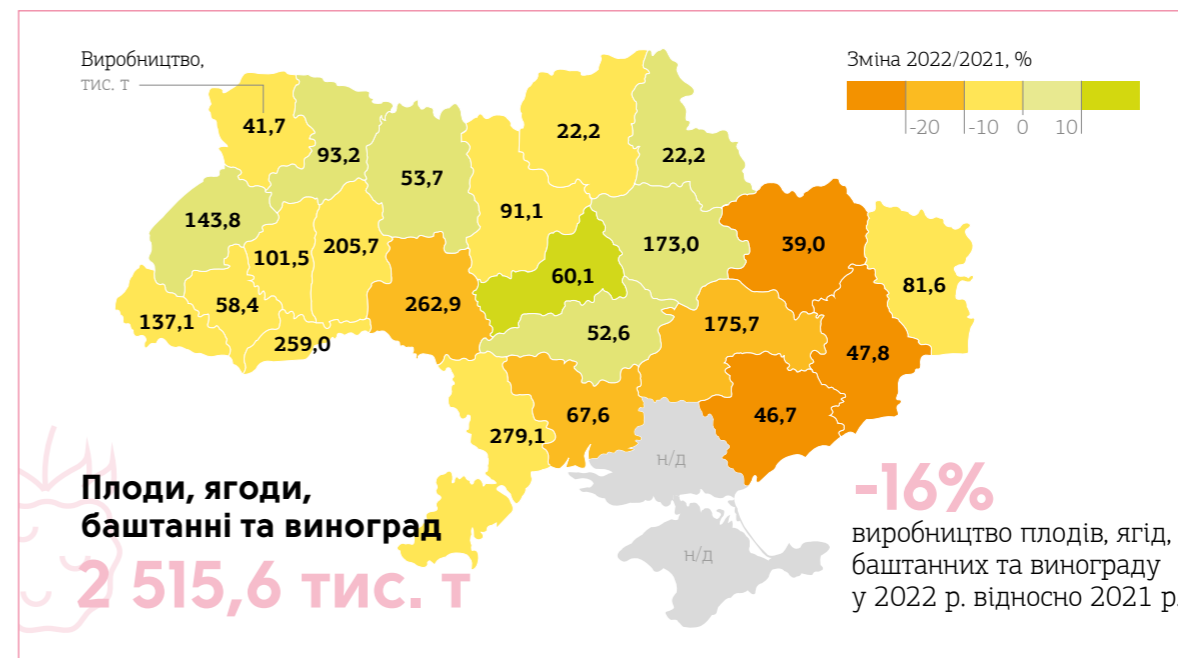 Виробництво,
тис. т
Зміна 2022/2021, %
-20 -10 0 10
41,7
93,2
53,7
22,2
22,2
143,8
101,5
205,7
91,1
173,0
39,0
81,6
137,1
58,4
259,0
262,9
60,1
52,6
175,7
47,8
279,1
67,6
46,7
н/д
н/д
Плоди, ягоди,
баштанні та виноград
2 515,6 тис. т
-16%
виробництво плодів, ягід,
баштанних та винограду
у 2022 р. відносно 2021 р.